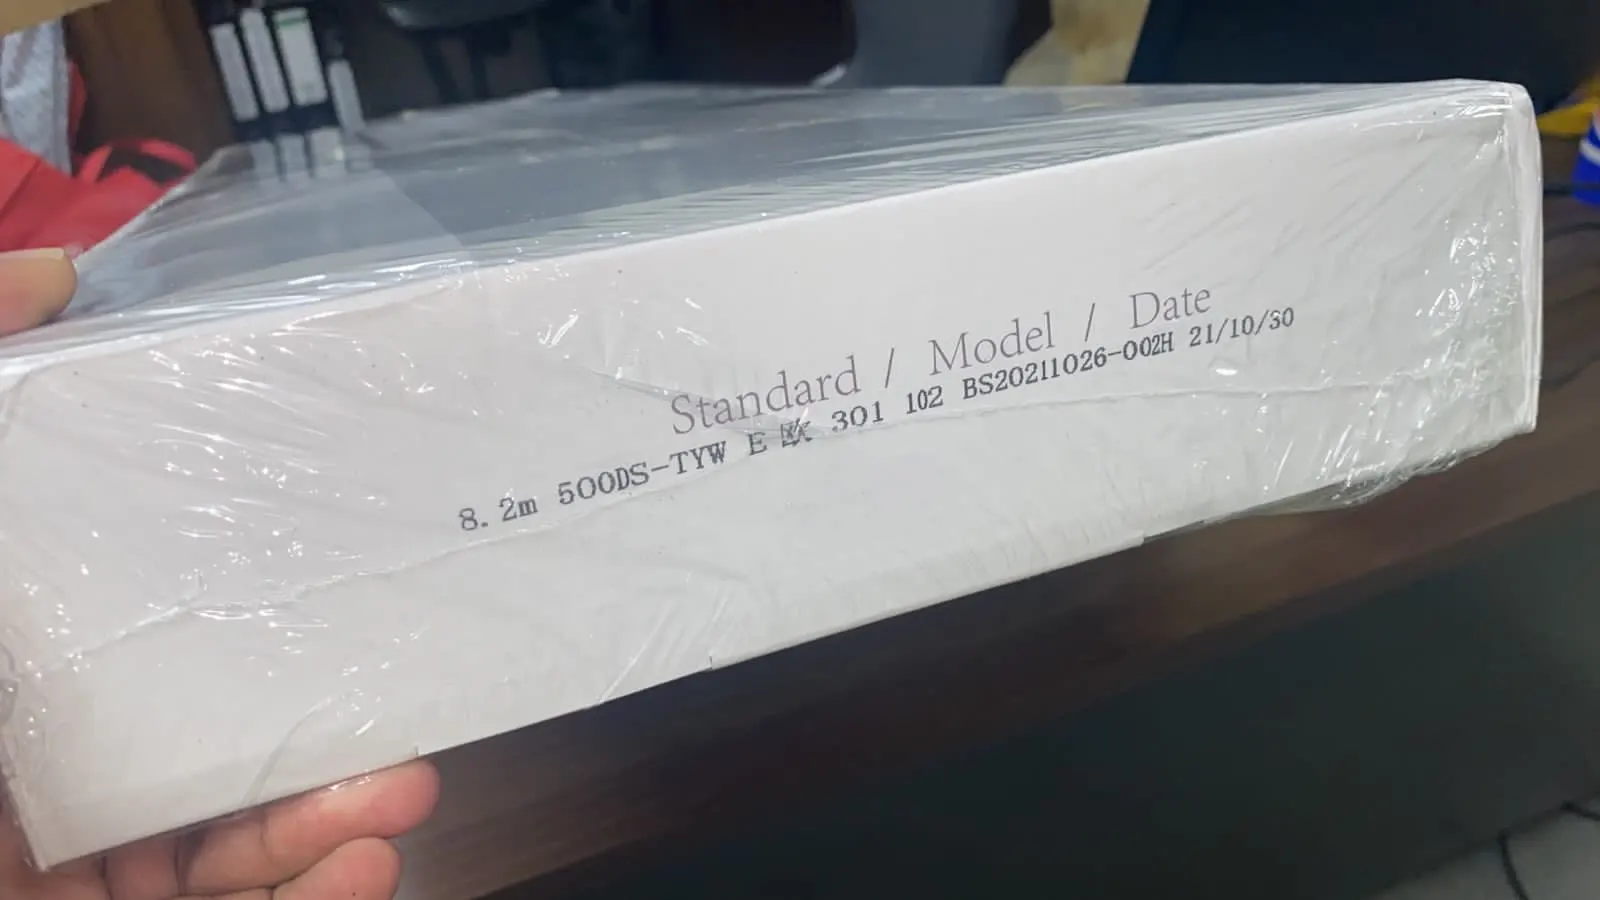 Standard / Model / Date
8.2m 500DS-TYW E 欧 301 102 BS20211026-002H 21/10/30